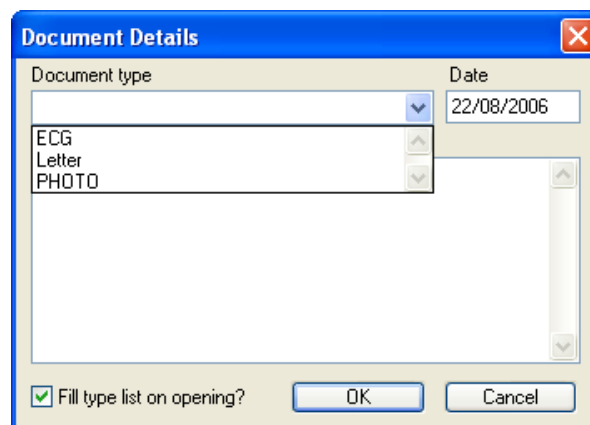 Document Details
Document type
Date
22/08/2006
ECG
Letter
PHOTO
Fill type list on opening?
OK
Cancel